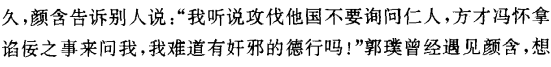 久,颜含告诉别人说:“我听说攻伐他国不要询问仁人,方才冯怀拿
谄佞之事来问我,我难道有奸邪的德行吗!”郭璞曾经遇见颜含,想